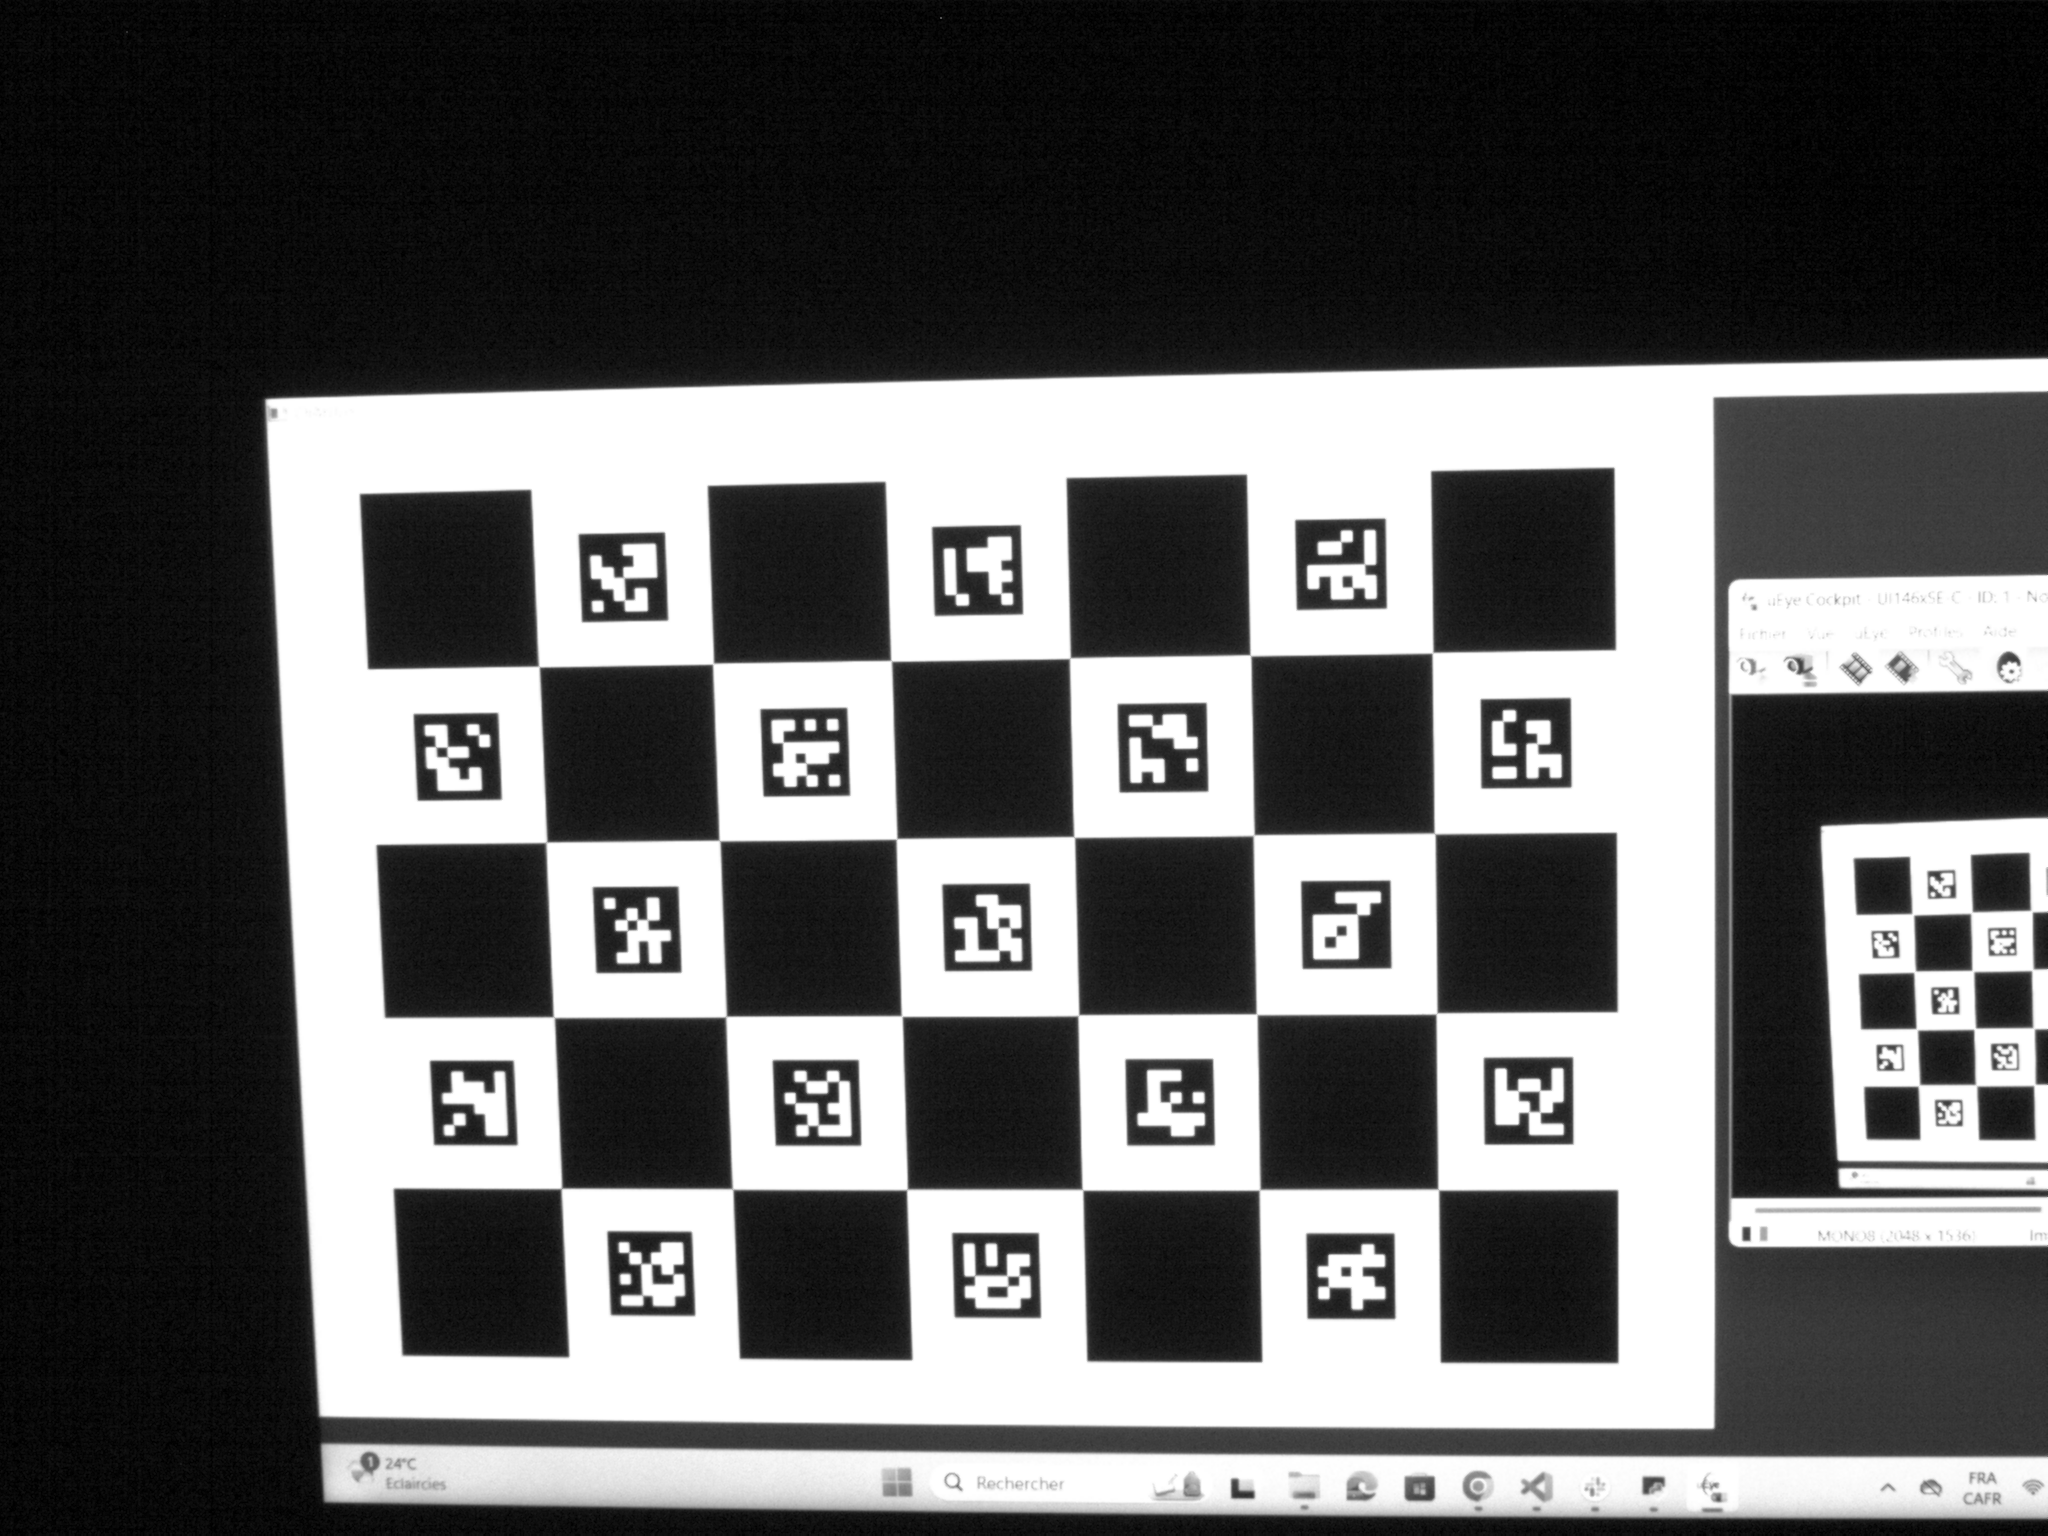 uEye Cockpit - UI146xSE-C - ID: 1 - No
Fichier Vue uEye Profiles Aide
MONO8 (2048 x 1536)
1
24°C
Eclaircies
Rechercher
FRA
CAFR